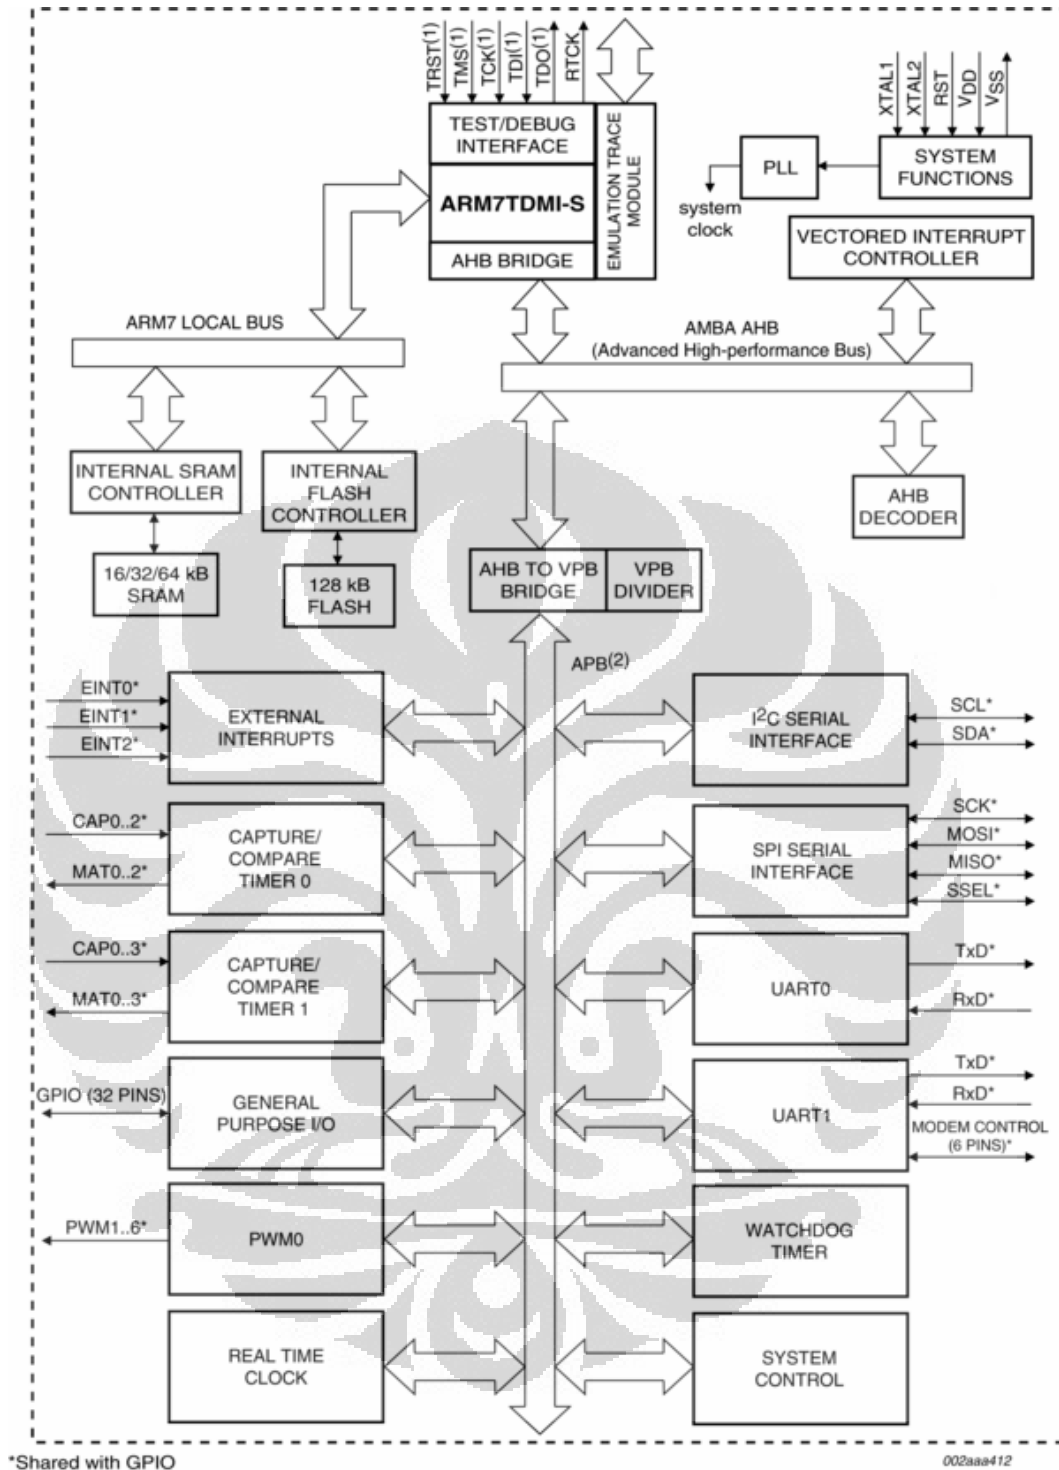 TRST(1)
TMS(1)
TCK(1)
TDI(1)
TDO(1)
RTCK
XTAL1
XTAL2
RST
VDD
VSS
TEST/DEBUG
INTERFACE
EMULATION TRACE
MODULE
PLL
SYSTEM
FUNCTIONS
ARM7TDMI-S
system
clock
AHB BRIDGE
VECTORED INTERRUPT
CONTROLLER
ARM7 LOCAL BUS
AMBA AHB
(Advanced High-performance Bus)
INTERNAL SRAM
CONTROLLER
INTERNAL
FLASH
CONTROLLER
AHB
DECODER
16/32/64 kB
SRAM
128 kB
FLASH
AHB TO VPB
BRIDGE
VPB
DIVIDER
APB(2)
EINT0*
EINT1*
EINT2*
EXTERNAL
INTERRUPTS
I2C SERIAL
INTERFACE
SCL*
SDA*
CAP0..2*
MAT0..2*
CAPTURE/
COMPARE
TIMER 0
SPI SERIAL
INTERFACE
SCK*
MOSI*
MISO*
SSEL*
CAP0..3*
MAT0..3*
CAPTURE/
COMPARE
TIMER 1
UART0
TxD*
RxD*
GPIO (32 PINS)
GENERAL
PURPOSE I/O
UART1
TxD*
RxD*
MODEM CONTROL
(6 PINS)*
PWM1..6*
PWM0
WATCHDOG
TIMER
REAL TIME
CLOCK
SYSTEM
CONTROL
*Shared with GPIO
002aaa412